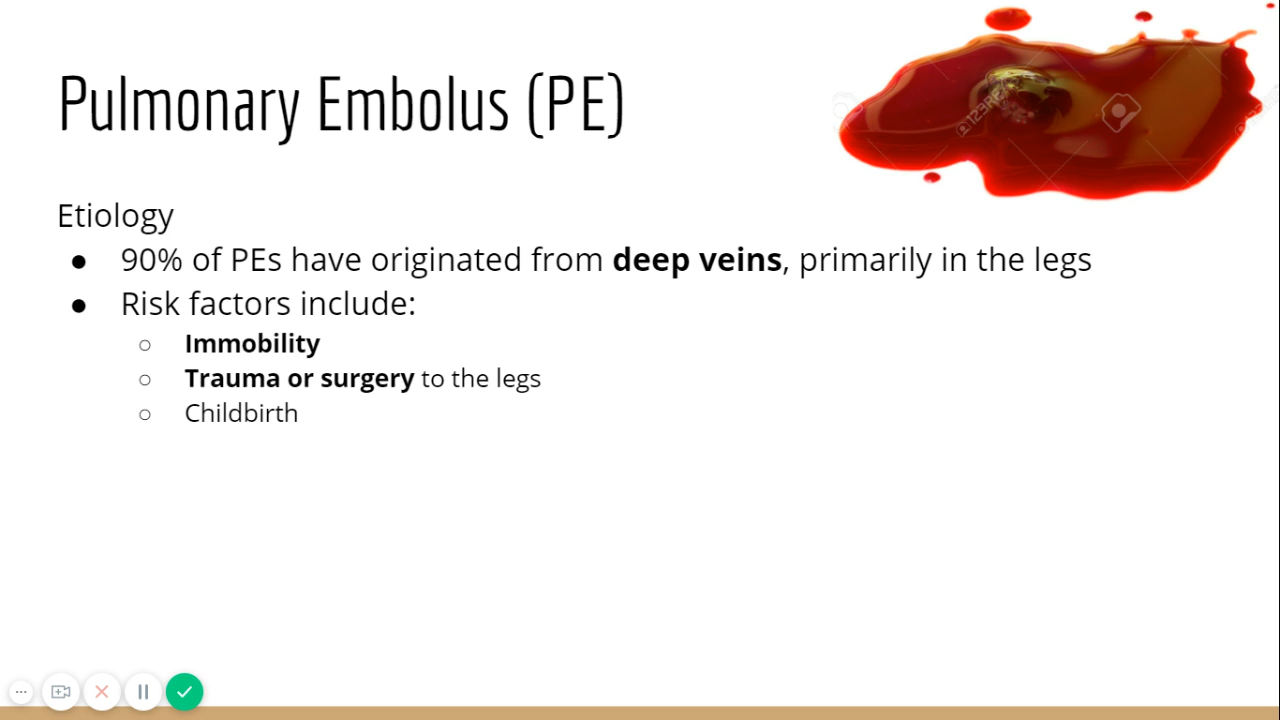 Pulmonary Embolus (PE)
Etiology
● 90% of PEs have originated from deep veins, primarily in the legs
● Risk factors include:
○ Immobility
○ Trauma or surgery to the legs
○ Childbirth